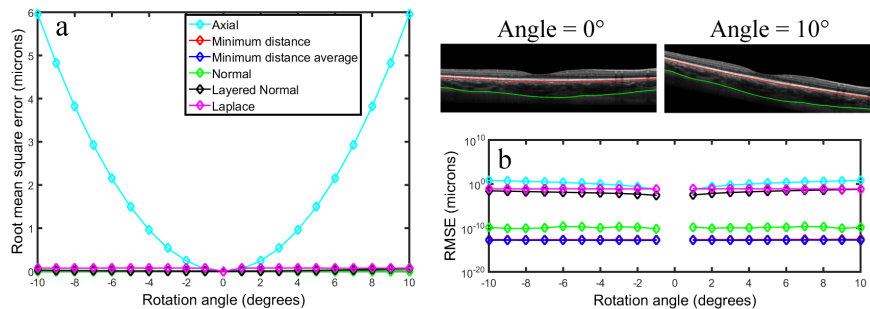 a
Root mean square error (microns)
6
5
4
3
2
1
0
Axial
Minimum distance
Minimum distance average
Normal
Layered Normal
Laplace
-10 -8 -6 -4 -2 0 2 4 6 8 10
Rotation angle (degrees)
Angle = 0°
Angle = 10°
b
RMSE (microns)
10^10
10^0
10^-10
10^-20
-10 -8 -6 -4 -2 0 2 4 6 8 10
Rotation angle (degrees)